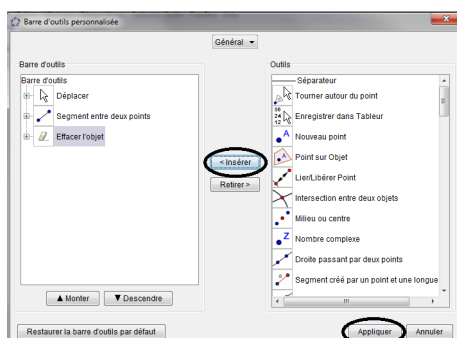 Barre d'outils personnalisée
Général
Barre d'outils
Barre d'outils
Déplacer
Segment entre deux points
Effacer l'objet
< Insérer
Retirer >
Outils
Séparateur
Tourner autour du point
Enregistrer dans Tableur
Nouveau point
Point sur Objet
Lier/Libérer Point
Intersection entre deux objets
Milieu ou centre
Nombre complexe
Droite passant par deux points
Segment créé par un point et une longue
▲ Monter
▼ Descendre
Restaurer la barre d'outils par défaut
Appliquer
Annuler